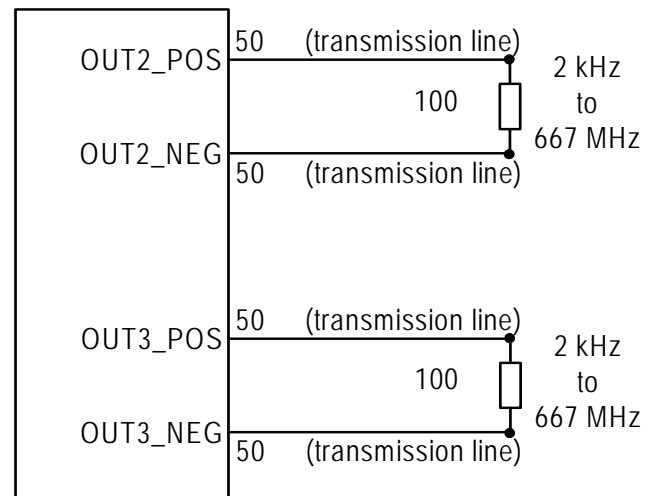 OUT2_POS 50 (transmission line)
100
2 kHz
to
667 MHz
OUT2_NEG 50 (transmission line)
OUT3_POS 50 (transmission line)
100
2 kHz
to
667 MHz
OUT3_NEG 50 (transmission line)